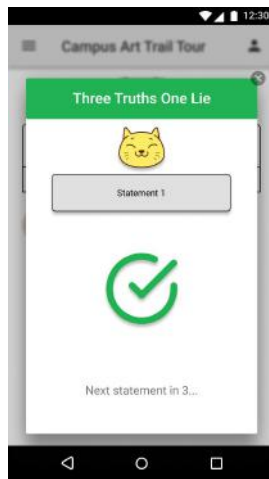 12:30
Campus Art Trail Tour
Three Truths One Lie
Statement 1
Next statement in 3...